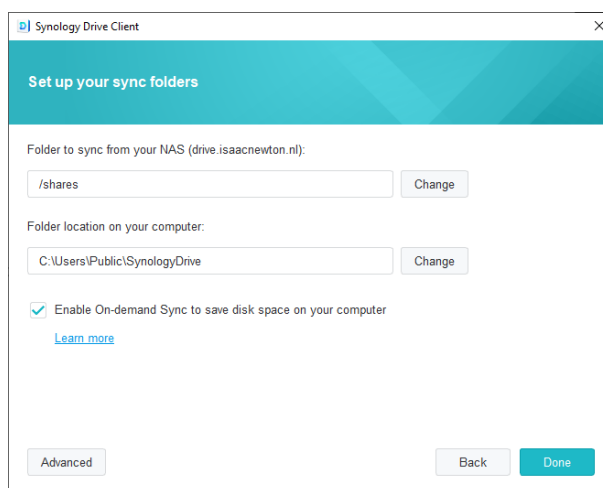 Synology Drive Client
Set up your sync folders
Folder to sync from your NAS (drive.isaacnewton.nl):
/shares
Change
Folder location on your computer:
C:\Users\Public\SynologyDrive
Change
Enable On-demand Sync to save disk space on your computer
Learn more
Advanced
Back
Done